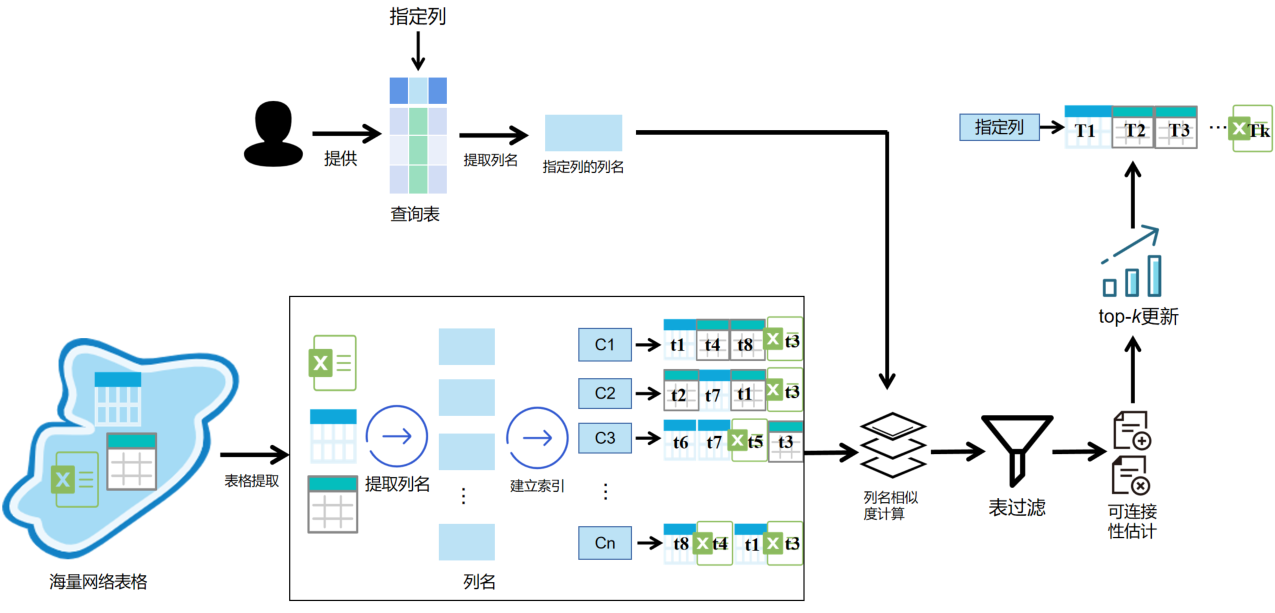 指定列
提供
查询表
提取列名
指定列的列名
指定列
T1
T2
T3
…
Tk
top-k更新
海量网络表格
表格提取
提取列名
列名
建立索引
C1
t1
t4
t8
t3
C2
t2
t7
t1
t3
C3
t6
t7
t5
t3
Cn
t8
t4
t1
t3
列名相似
度计算
表过滤
可连接
性估计